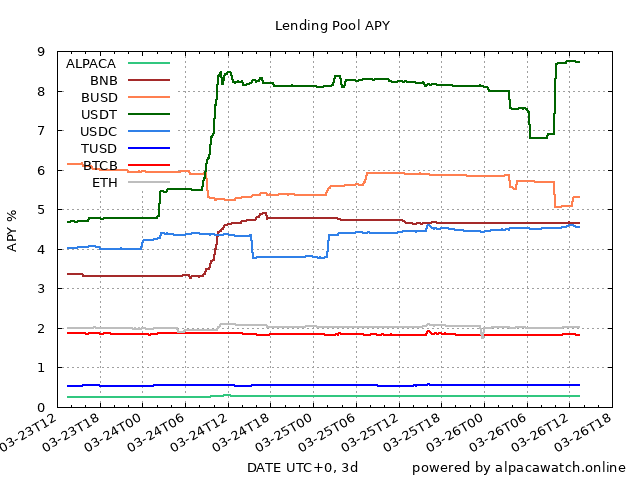 Lending Pool APY
9
8
7
6
5
4
3
2
1
0
APY %
ALPACA
BNB
BUSD
USDT
USDC
TUSD
BTCB
ETH
03-23T12
03-23T18
03-24T00
03-24T06
03-24T12
03-24T18
03-25T00
03-25T06
03-25T12
03-25T18
03-26T00
03-26T06
03-26T12
03-26T18
DATE UTC+0, 3d
powered by alpacawatch.online